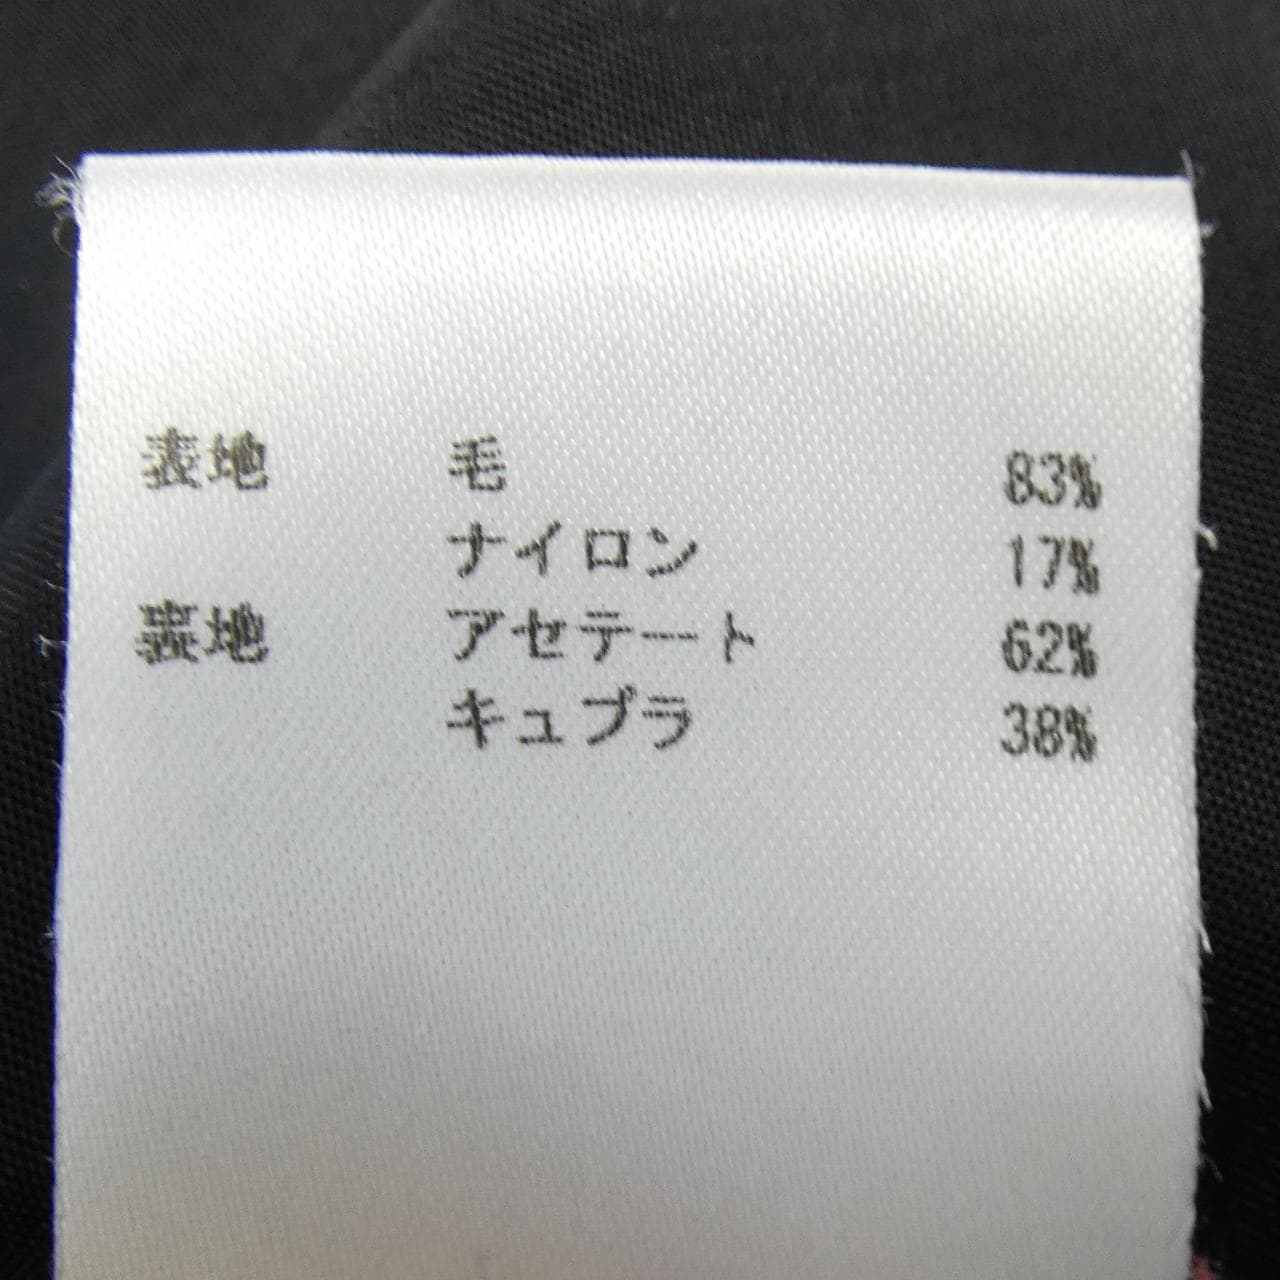 表地 毛 83%
ナイロン 17%
裏地 アセテート 62%
キュプラ 38%